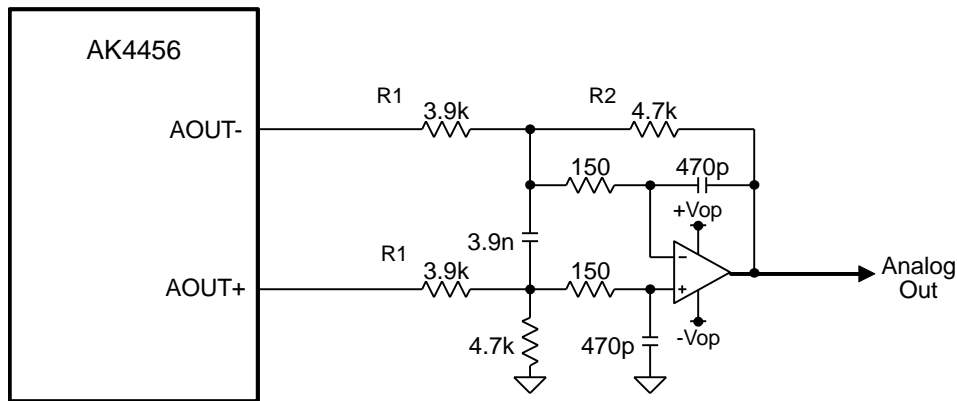 AK4456
R1
3.9k
R2
4.7k
AOUT-
150
470p
+Vop
3.9n
R1
3.9k
AOUT+
150
−
+
Analog
Out
4.7k
470p
-Vop